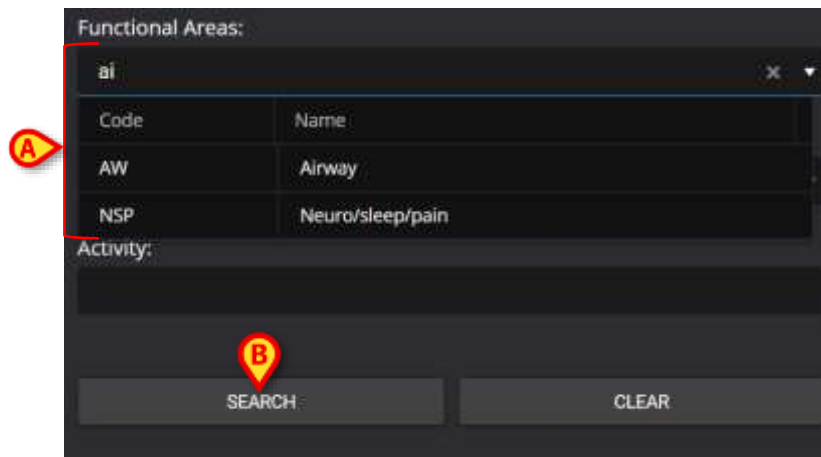 Functional Areas:
ai
Code Name
A
AW Airway
NSP Neuro/sleep/pain
Activity:
B
SEARCH CLEAR